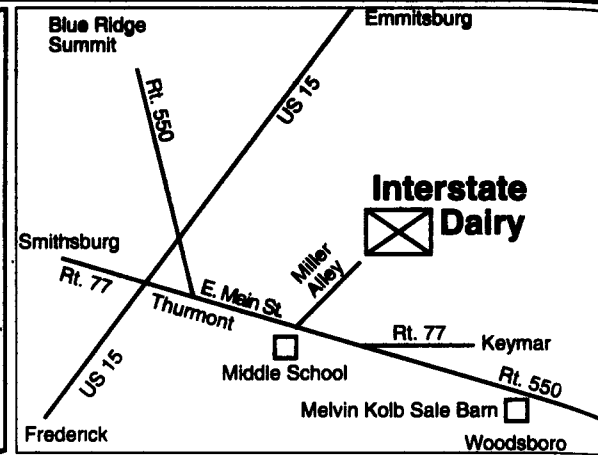 Emmitsburg
Blue Ridge
Summit
US 15
Rt. 550
Interstate
Dairy
Smithsburg
Miller
Alley
Rt. 77
E. Main St.
Thurmont
Rt. 77
Keymar
US 15
Middle School
Rt. 550
Melvin Kolb Sale Barn
Frederick
Woodsboro